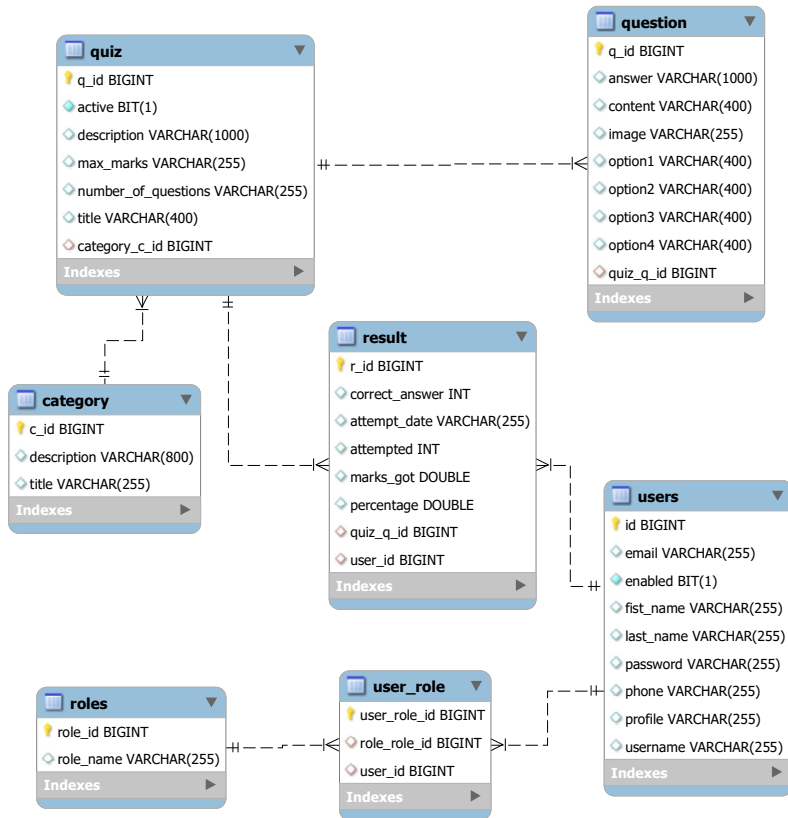 quiz
q_id BIGINT
active BIT(1)
description VARCHAR(1000)
max_marks VARCHAR(255)
number_of_questions VARCHAR(255)
title VARCHAR(400)
category_c_id BIGINT
Indexes
question
q_id BIGINT
answer VARCHAR(1000)
content VARCHAR(400)
image VARCHAR(255)
option1 VARCHAR(400)
option2 VARCHAR(400)
option3 VARCHAR(400)
option4 VARCHAR(400)
quiz_q_id BIGINT
Indexes
result
r_id BIGINT
correct_answer INT
attempt_date VARCHAR(255)
attempted INT
marks_got DOUBLE
percentage DOUBLE
quiz_q_id BIGINT
user_id BIGINT
Indexes
category
c_id BIGINT
description VARCHAR(800)
title VARCHAR(255)
Indexes
users
id BIGINT
email VARCHAR(255)
enabled BIT(1)
fist_name VARCHAR(255)
last_name VARCHAR(255)
password VARCHAR(255)
phone VARCHAR(255)
profile VARCHAR(255)
username VARCHAR(255)
Indexes
roles
role_id BIGINT
role_name VARCHAR(255)
Indexes
user_role
user_role_id BIGINT
role_role_id BIGINT
user_id BIGINT
Indexes